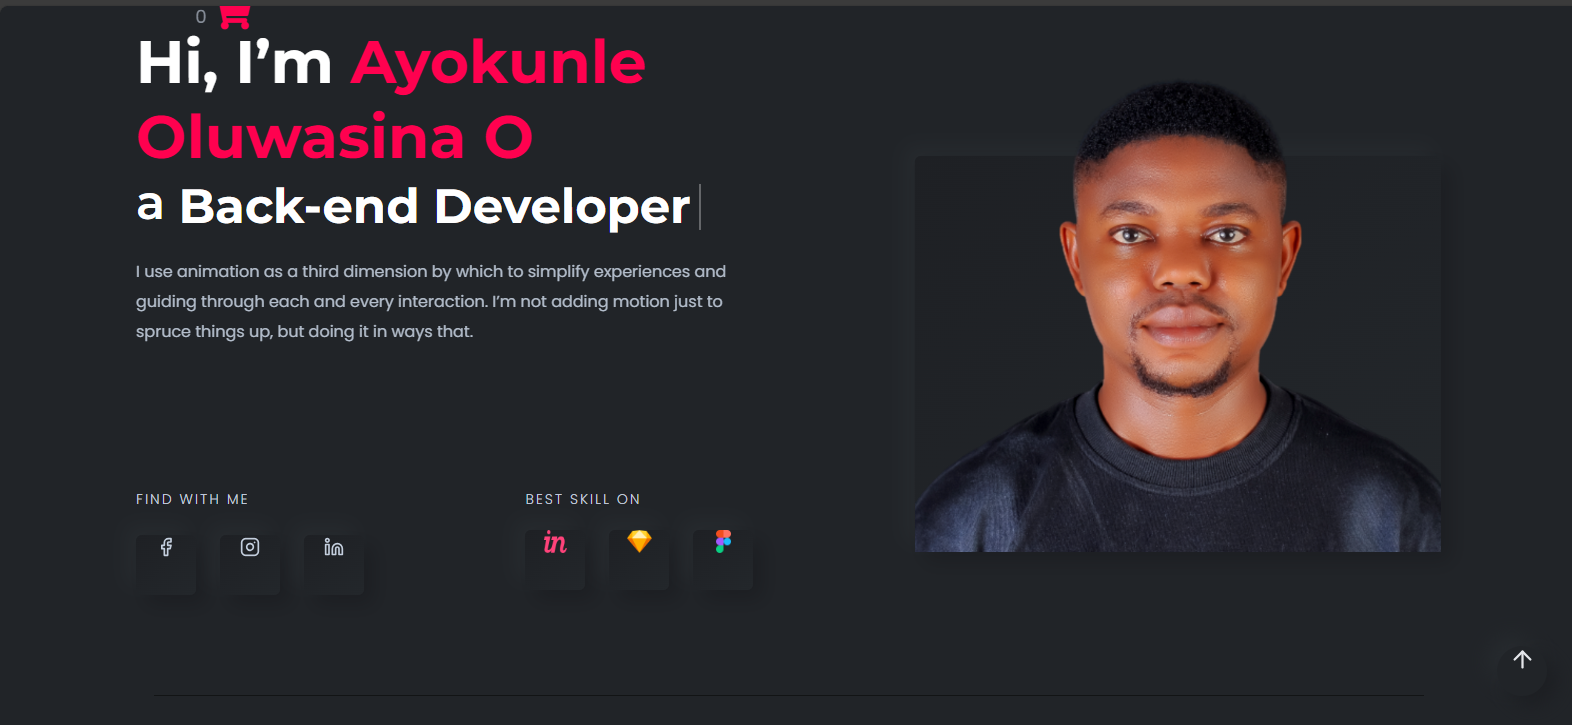 0
Hi, I’m Ayokunle
Oluwasina O
a Back-end Developer
I use animation as a third dimension by which to simplify experiences and
guiding through each and every interaction. I’m not adding motion just to
spruce things up, but doing it in ways that.
FIND WITH ME
BEST SKILL ON
in
in